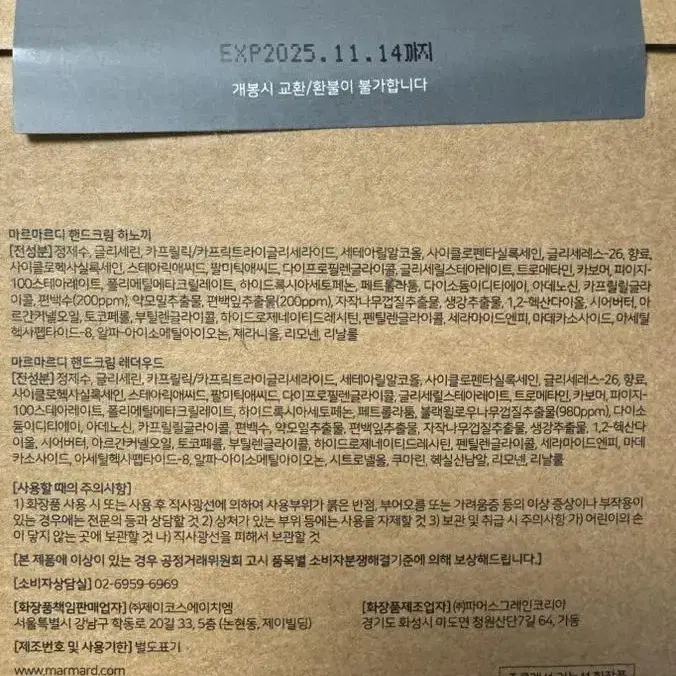 EXP2025.11.14까지
개봉시 교환/환불이 불가합니다
마르마르디 핸드크림 히노끼
[전성분] 정제수, 글리세린, 카프릴릭/카프릭트라이글리세라이드, 세테아릴알코올, 사이클로펜타실록세인, 글리세레스-26, 향료,
사이클로헥사실록세인, 스테아릭애씨드, 팔미틱애씨드, 다이프로필렌글라이콜, 글리세릴스테아레이트, 트로메타민, 카보머, 피이지-
100스테아레이트, 폴리메틸메타크릴레이트, 하이드록시아세토페논, 페트롤라툼, 다이소듐이디티에이, 아데노신, 카프릴릴글라이
콜, 편백수(200ppm), 약모밀추출물, 편백잎추출물(200ppm), 자작나무껍질추출물, 생강추출물, 1,2-헥산다이올, 시어버터, 아
르간커넬오일, 토코페롤, 부틸렌글라이콜, 하이드로제네이티드레시틴, 펜틸렌글라이콜, 세라마이드엔피, 마데카소사이드, 아세틸
헥사펩타이드-8, 알파-아이소메틸아이오논, 제라니올, 리모넨, 리날룰
마르마르디 핸드크림 레더우드
[전성분] 정제수, 글리세린, 카프릴릭/카프릭트라이글리세라이드, 세테아릴알코올, 사이클로펜타실록세인, 글리세레스-26, 향료,
사이클로헥사실록세인, 스테아릭애씨드, 팔미틱애씨드, 다이프로필렌글라이콜, 글리세릴스테아레이트, 트로메타민, 카보머, 피이지-
100스테아레이트, 폴리메틸메타크릴레이트, 하이드록시아세토페논, 페트롤라툼, 블랙윌로우나무껍질추출물(980ppm), 다이소
듐이디티에이, 아데노신, 카프릴릴글라이콜, 편백수, 약모밀추출물, 편백잎추출물, 자작나무껍질추출물, 생강추출물, 1,2-헥산다
이올, 시어버터, 아르간커넬오일, 토코페롤, 부틸렌글라이콜, 하이드로제네이티드레시틴, 펜틸렌글라이콜, 세라마이드엔피, 마데
카소사이드, 아세틸헥사펩타이드-8, 알파-아이소메틸아이오논, 시트로넬올, 쿠마린, 헥실신남알, 리모넨, 리날룰
[사용할 때의 주의사항]
1) 화장품 사용 시 또는 사용 후 직사광선에 의하여 사용부위가 붉은 반점, 부어오름 또는 가려움증 등의 이상 증상이나 부작용이
있는 경우에는 전문의 등과 상담할 것 2) 상처가 있는 부위 등에는 사용을 자제할 것 3) 보관 및 취급 시 주의사항 가) 어린이의 손
이 닿지 않는 곳에 보관할 것 나) 직사광선을 피해서 보관할 것
[본 제품에 이상이 있는 경우 공정거래위원회 고시 품목별 소비자분쟁해결기준에 의해 보상해드립니다.]
[소비자상담실] 02-6959-6969
[화장품책임판매업자] ㈜제이코스에이치엠
서울특별시 강남구 학동로 20길 33, 5층 (논현동, 제이빌딩)
[화장품제조업자] ㈜파머스그레인코리아
경기도 화성시 마도면 청원산단7길 64, 가동
[제조번호 및 사용기한] 별도표기
www.marmard.com